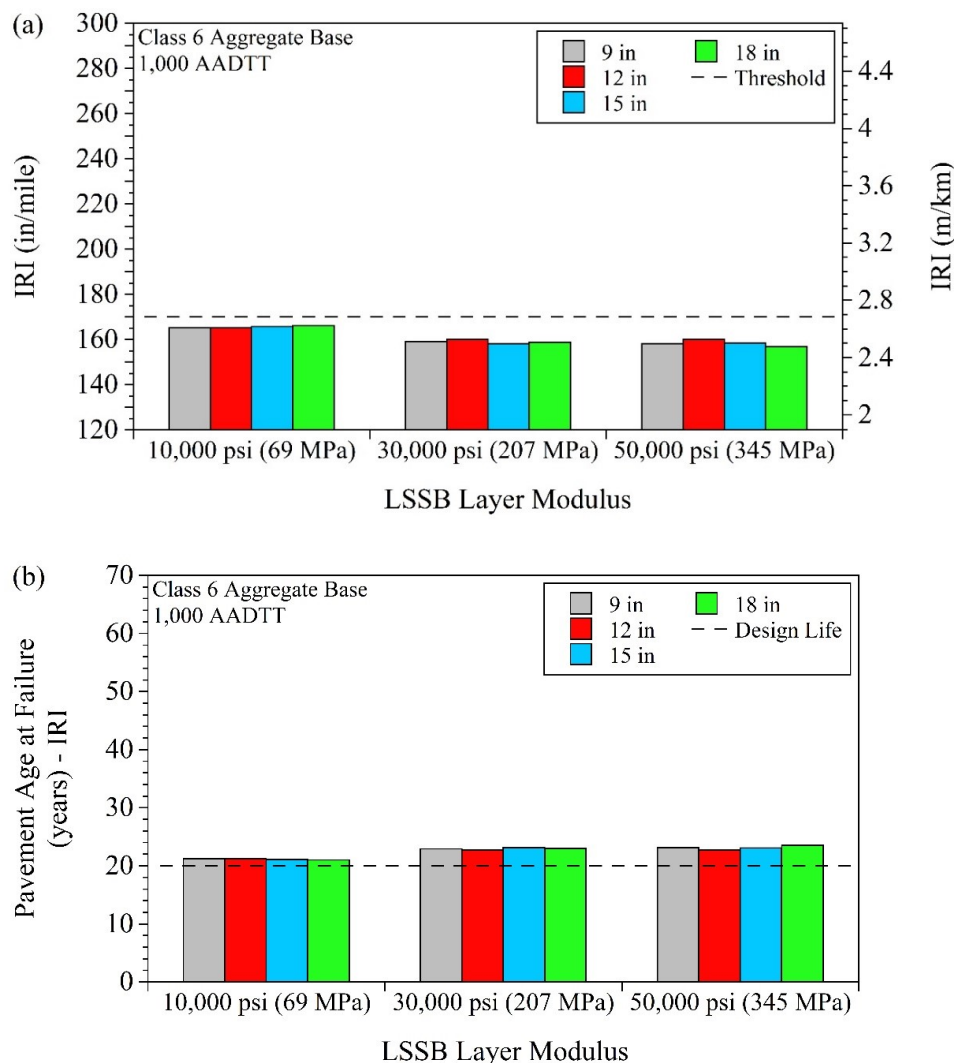 (a)
Class 6 Aggregate Base
1,000 AADTT
9 in
18 in
12 in
Threshold
15 in
IRI (in/mile)
300
280
260
240
220
200
180
160
140
120
4.4
4
3.6
3.2
2.8
2.4
2
IRI (m/km)
10,000 psi (69 MPa)
30,000 psi (207 MPa)
50,000 psi (345 MPa)
LSSB Layer Modulus
(b)
Class 6 Aggregate Base
1,000 AADTT
9 in
18 in
12 in
Design Life
15 in
Pavement Age at Failure
(years) - IRI
70
60
50
40
30
20
10
0
10,000 psi (69 MPa)
30,000 psi (207 MPa)
50,000 psi (345 MPa)
LSSB Layer Modulus